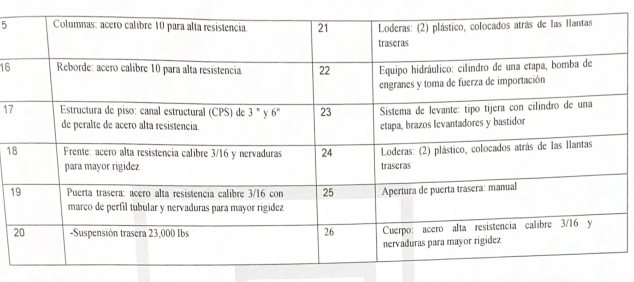 5 Columnas: acero calibre 10 para alta resistencia. 21 Loderas: (2) plástico, colocados atrás de las llantas
traseras
16 Reborde: acero calibre 10 para alta resistencia 22 Equipo hidráulico: cilindro de una etapa, bomba de
engranes y toma de fuerza de importación
17 Estructura de piso: canal estructural (CPS) de 3 " y 6" 23 Sistema de levante: tipo tijera con cilindro de una
de peralte de acero alta resistencia. etapa, brazos levantadores y bastidor
18 Frente: acero alta resistencia calibre 3/16 y nervaduras 24 Loderas: (2) plástico, colocados atrás de las llantas
para mayor rigidez traseras
19 Puerta trasera: acero alta resistencia calibre 3/16 con 25 Apertura de puerta trasera: manual
marco de perfil tubular y nervaduras para mayor rigidez
20 -Suspensión trasera 23,000 lbs 26 Cuerpo: acero alta resistencia calibre 3/16 y
nervaduras para mayor rigidez